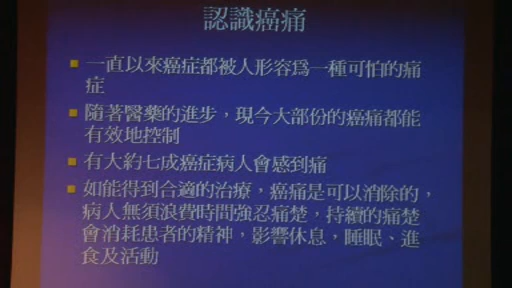 認識癌痛
一直以來癌症都被人形容爲一種可怕的痛
症
隨著醫藥的進步，現今大部份的癌痛都能
有效地控制
有大約七成癌症病人會感到痛
如能得到合適的治療，癌痛是可以消除的，
病人無須浪費時間強忍痛楚，持續的痛楚
會消耗患者的精神，影響休息，睡眠、進
食及活動